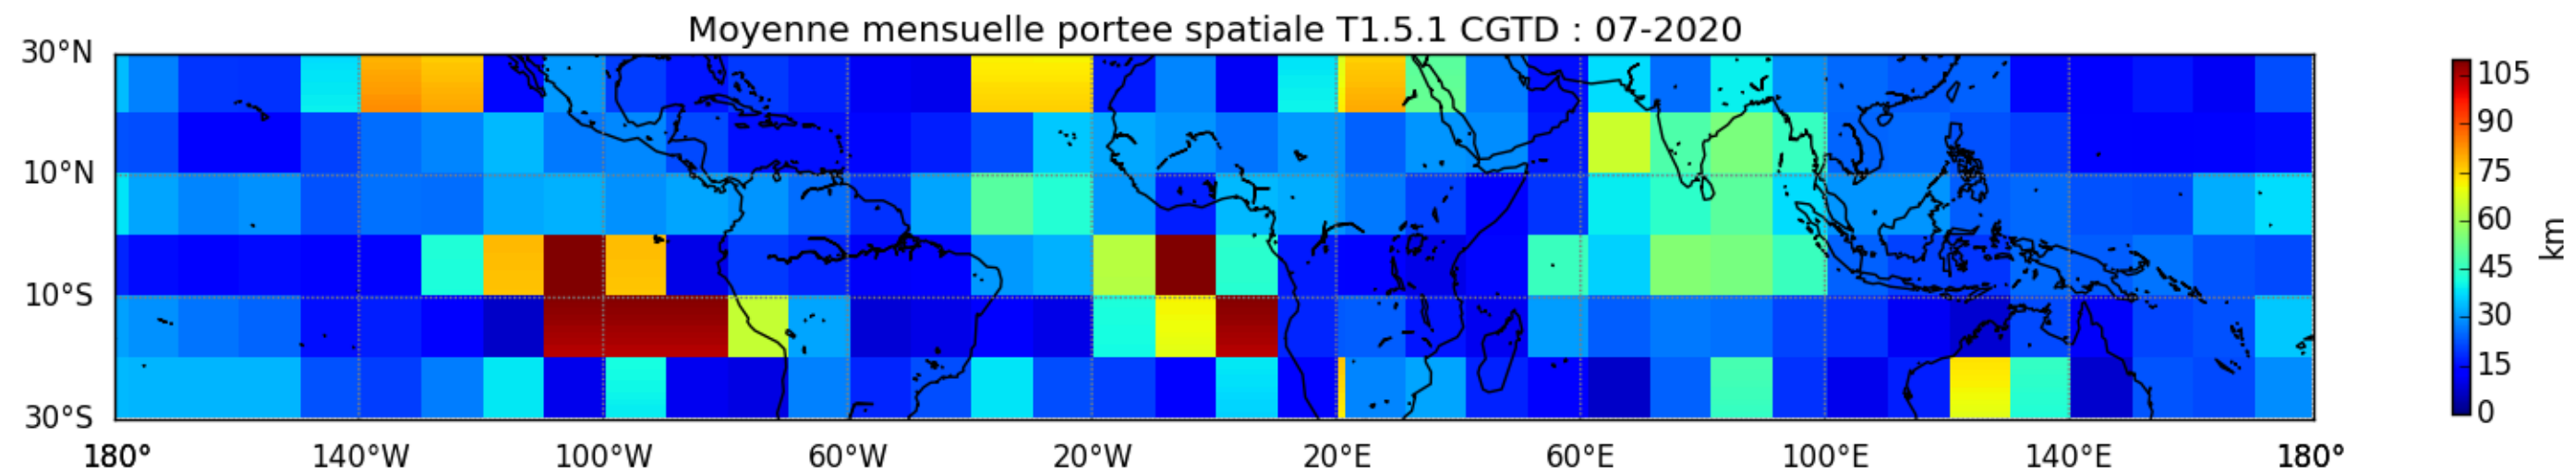 Moyenne mensuelle portee spatiale T1.5.1 CGTD : 07-2020
30°N
10°N
10°S
30°S
180° 140°W 100°W 60°W 20°W 20°E 60°E 100°E 140°E 180°
105
90
75
60
45
30
15
0
km